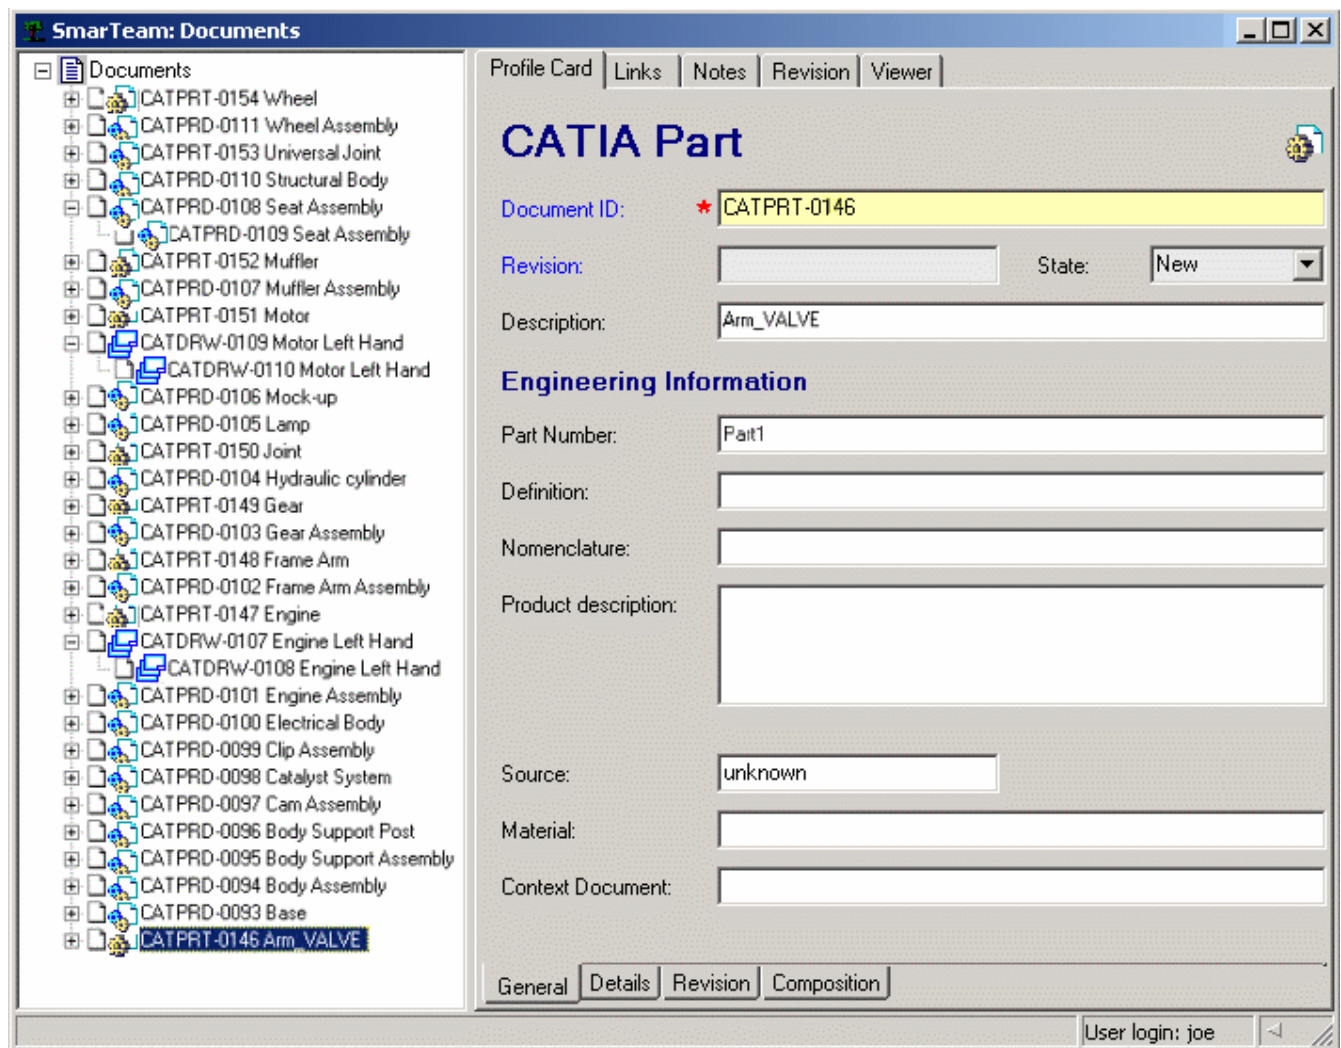 SmarTeam: Documents
Documents
CATPRT-0154 Wheel
CATPRD-0111 Wheel Assembly
CATPRT-0153 Universal Joint
CATPRD-0110 Structural Body
CATPRD-0108 Seat Assembly
CATPRD-0109 Seat Assembly
CATPRT-0152 Muffler
CATPRD-0107 Muffler Assembly
CATPRT-0151 Motor
CATDRW-0109 Motor Left Hand
CATDRW-0110 Motor Left Hand
CATPRD-0106 Mock-up
CATPRD-0105 Lamp
CATPRT-0150 Joint
CATPRD-0104 Hydraulic cylinder
CATPRT-0149 Gear
CATPRD-0103 Gear Assembly
CATPRT-0148 Frame Arm
CATPRD-0102 Frame Arm Assembly
CATPRT-0147 Engine
CATDRW-0107 Engine Left Hand
CATDRW-0108 Engine Left Hand
CATPRD-0101 Engine Assembly
CATPRD-0100 Electrical Body
CATPRD-0099 Clip Assembly
CATPRD-0098 Catalyst System
CATPRD-0097 Cam Assembly
CATPRD-0096 Body Support Post
CATPRD-0095 Body Support Assembly
CATPRD-0094 Body Assembly
CATPRD-0093 Base
CATPRT-0146 Arm_VALVE
Profile Card Links Notes Revision Viewer
CATIA Part
Document ID: * CATPRT-0146
Revision: State: New
Description: Arm_VALVE
Engineering Information
Part Number: Part1
Definition:
Nomenclature:
Product description:
Source: unknown
Material:
Context Document:
General Details Revision Composition
User login: joe